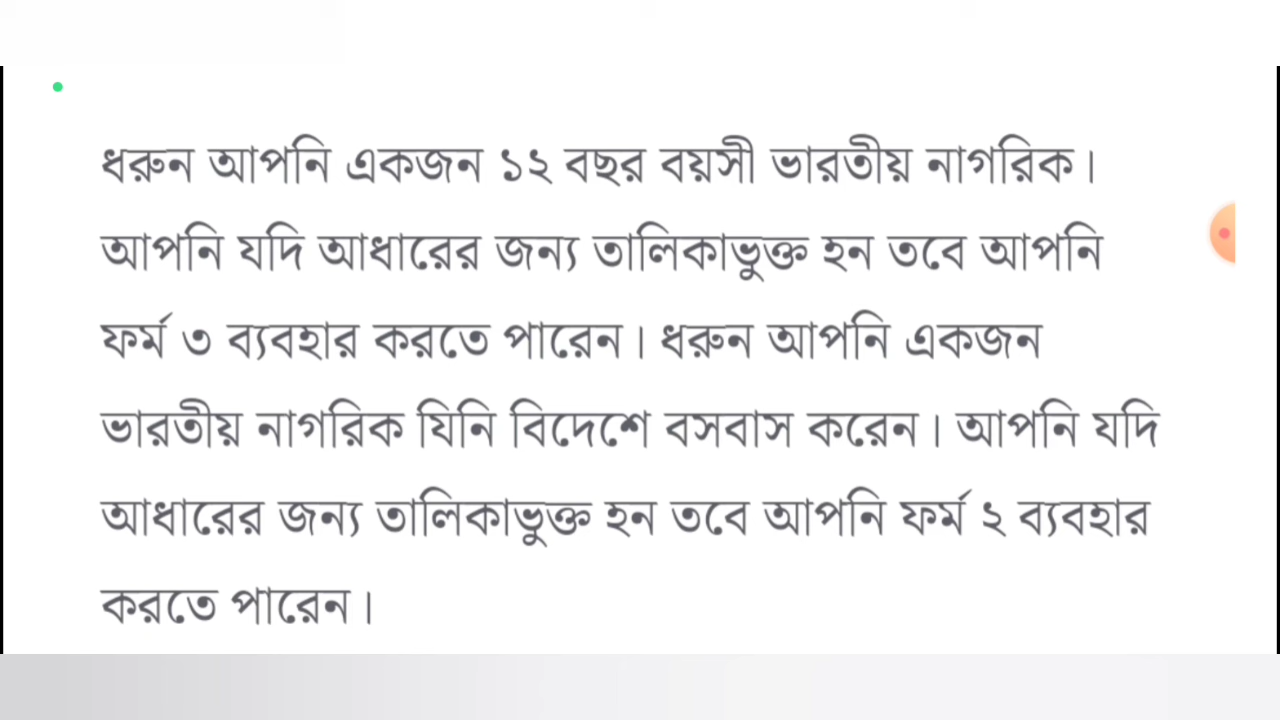 ধরুন আপনি একজন ১২ বছর বয়সী ভারতীয় নাগরিক।
আপনি যদি আধারের জন্য তালিকাভুক্ত হন তবে আপনি
ফর্ম ৩ ব্যবহার করতে পারেন। ধরুন আপনি একজন
ভারতীয় নাগরিক যিনি বিদেশে বসবাস করেন। আপনি যদি
আধারের জন্য তালিকাভুক্ত হন তবে আপনি ফর্ম ২ ব্যবহার
করতে পারেন।